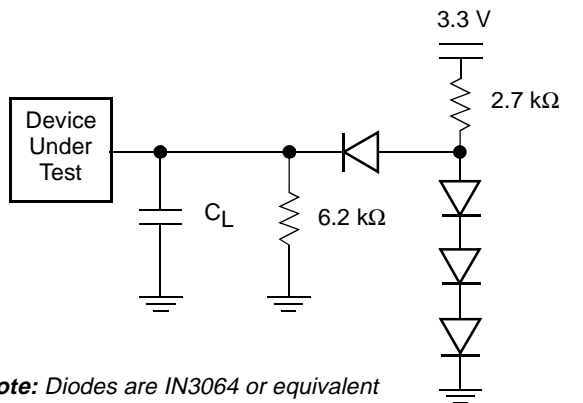 3.3 V
2.7 kΩ
Device
Under
Test
C_L
6.2 kΩ
ote: Diodes are IN3064 or equivalent